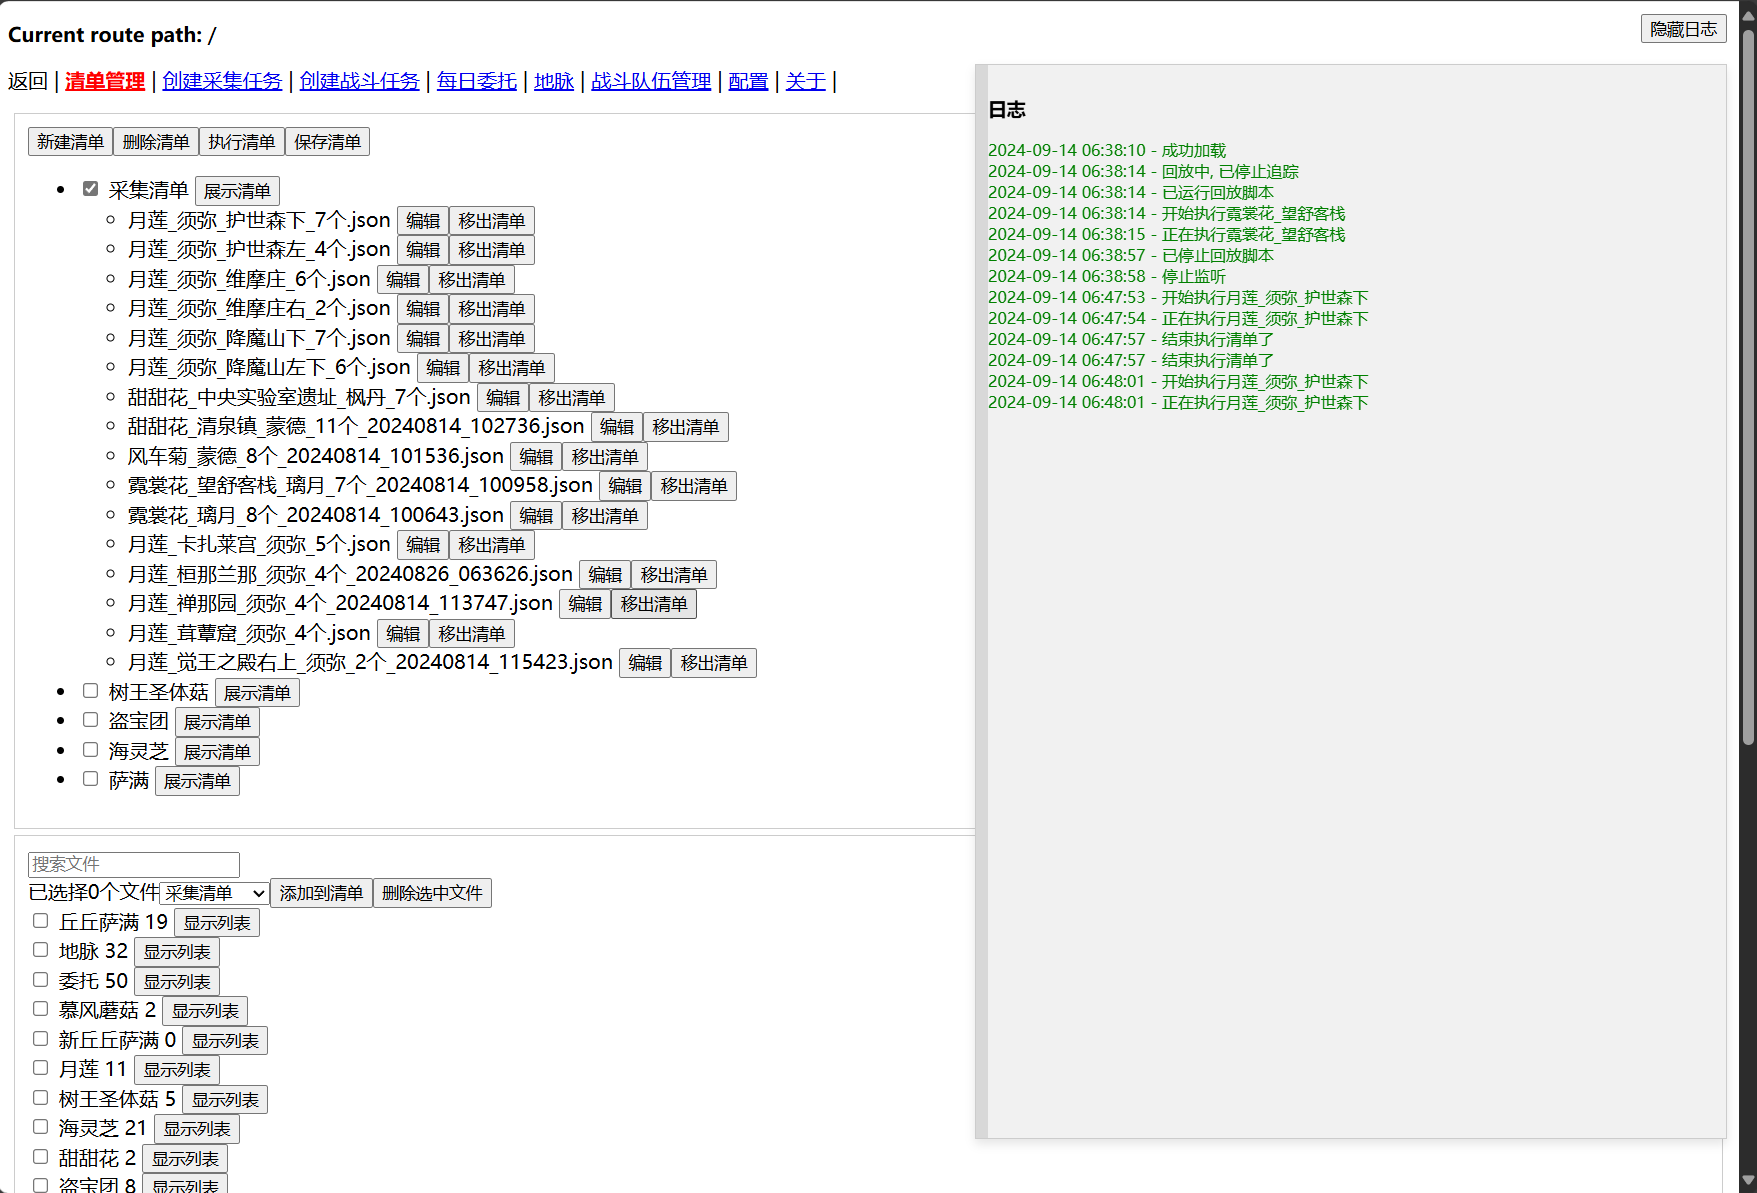 Current route path: /
隐藏日志
返回 | 清单管理 | 创建采集任务 | 创建战斗任务 | 每日委托 | 地脉 | 战斗队伍管理 | 配置 | 关于 |
新建清单 删除清单 执行清单 保存清单
采集清单 展示清单
月莲_须弥_护世森下_7个.json 编辑 移出清单
月莲_须弥_护世森左_4个.json 编辑 移出清单
月莲_须弥_维摩庄_6个.json 编辑 移出清单
月莲_须弥_维摩庄右_2个.json 编辑 移出清单
月莲_须弥_降魔山下_7个.json 编辑 移出清单
月莲_须弥_降魔山左下_6个.json 编辑 移出清单
甜甜花_中央实验室遗址_枫丹_7个.json 编辑 移出清单
甜甜花_清泉镇_蒙德_11个_20240814_102736.json 编辑 移出清单
风车菊_蒙德_8个_20240814_101536.json 编辑 移出清单
霓裳花_望舒客栈_璃月_7个_20240814_100958.json 编辑 移出清单
霓裳花_璃月_8个_20240814_100643.json 编辑 移出清单
月莲_卡扎莱宫_须弥_5个.json 编辑 移出清单
月莲_桓那兰那_须弥_4个_20240826_063626.json 编辑 移出清单
月莲_禅那园_须弥_4个_20240814_113747.json 编辑 移出清单
月莲_茸蕈窟_须弥_4个.json 编辑 移出清单
月莲_觉王之殿右上_须弥_2个_20240814_115423.json 编辑 移出清单
树王圣体菇 展示清单
盗宝团 展示清单
海灵芝 展示清单
萨满 展示清单
搜索文件
已选择0个文件 采集清单 添加到清单 删除选中文件
丘丘萨满 19 显示列表
地脉 32 显示列表
委托 50 显示列表
慕风蘑菇 2 显示列表
新丘丘萨满 0 显示列表
月莲 11 显示列表
树王圣体菇 5 显示列表
海灵芝 21 显示列表
甜甜花 2 显示列表
盗宝团 8 显示列表
日志
2024-09-14 06:38:10 - 成功加载
2024-09-14 06:38:14 - 回放中, 已停止追踪
2024-09-14 06:38:14 - 已运行回放脚本
2024-09-14 06:38:14 - 开始执行霓裳花_望舒客栈
2024-09-14 06:38:15 - 正在执行霓裳花_望舒客栈
2024-09-14 06:38:57 - 已停止回放脚本
2024-09-14 06:38:58 - 停止监听
2024-09-14 06:47:53 - 开始执行月莲_须弥_护世森下
2024-09-14 06:47:54 - 正在执行月莲_须弥_护世森下
2024-09-14 06:47:57 - 结束执行清单了
2024-09-14 06:47:57 - 结束执行清单了
2024-09-14 06:48:01 - 开始执行月莲_须弥_护世森下
2024-09-14 06:48:01 - 正在执行月莲_须弥_护世森下